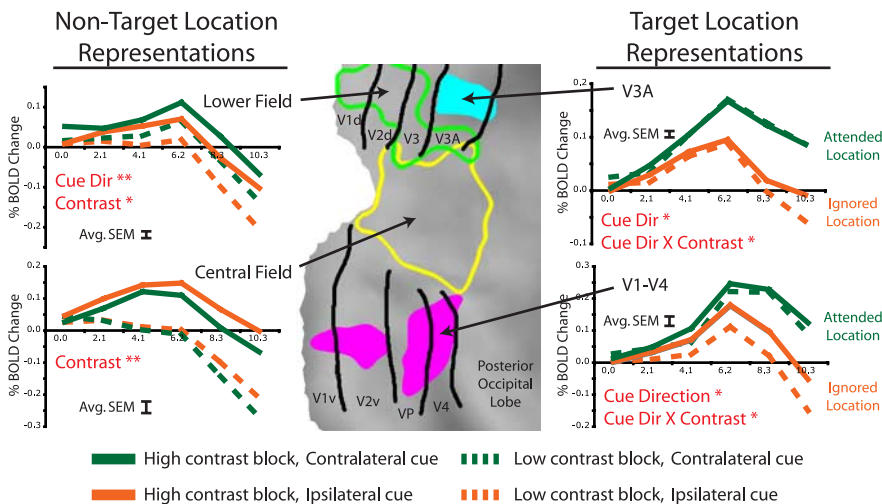 Non-Target Location
Representations
Target Location
Representations
% BOLD Change
0.1
0.0
-0.1
-0.2
0.0 2.1 4.1 6.2 8.3 10.3
Cue Dir **
Contrast *
Avg. SEM
Lower Field
V1d
V2d
V3
V3A
V3A
% BOLD Change
0.2
0.1
0.0
-0.1
0.0 2.1 4.1 6.2 8.3 10.3
Avg. SEM
Attended
Location
Ignored
Location
Cue Dir *
Cue Dir X Contrast *
% BOLD Change
0.2
0.1
0.0
-0.1
-0.2
-0.3
0.0 2.1 4.1 6.2 8.3 10.3
Contrast **
Avg. SEM
Central Field
V1v
V2v
VP
V4
Posterior
Occipital
Lobe
V1-V4
% BOLD Change
0.3
0.2
0.1
0.0
-0.1
-0.2
0.0 2.1 4.1 6.2 8.3 10.3
Avg. SEM
Attended
Location
Ignored
Location
Cue Direction *
Cue Dir X Contrast *
High contrast block, Contralateral cue
Low contrast block, Contralateral cue
High contrast block, Ipsilateral cue
Low contrast block, Ipsilateral cue